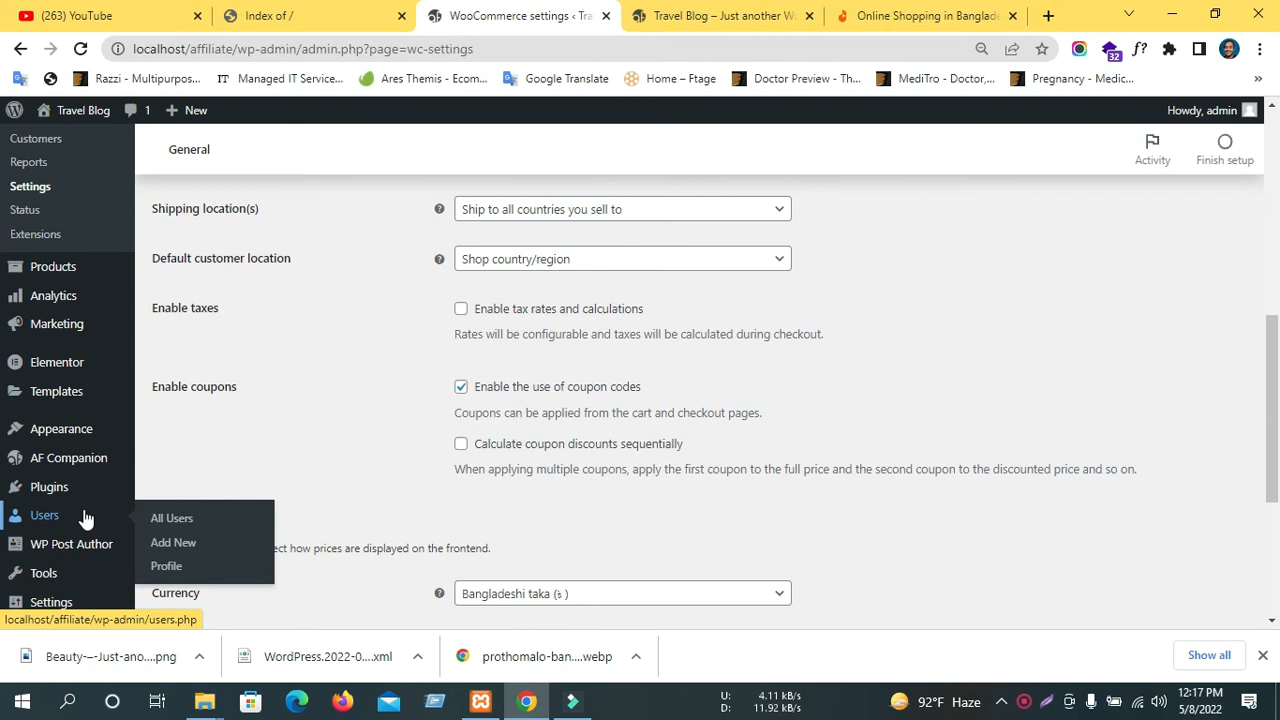 (263) YouTube
Index of /
WooCommerce settings ‹ Tra
Travel Blog – Just another Wo
Online Shopping in Banglade
localhost/affiliate/wp-admin/admin.php?page=wc-settings
32
Razzi - Multipurpos...
IT Managed IT Service...
Ares Themis - Ecom...
Google Translate
Home – Ftage
Doctor Preview - Th...
MediTro - Doctor,...
Pregnancy - Medic...
»
Travel Blog
1
New
Howdy, admin
Customers
Reports
Settings
Status
Extensions
Products
Analytics
Marketing
Elementor
Templates
Appearance
AF Companion
Plugins
Users
WP Post Author
Tools
Settings
All Users
Add New
Profile
General
Activity
Finish setup
Shipping location(s)
Ship to all countries you sell to
Default customer location
Shop country/region
Enable taxes
Enable tax rates and calculations
Rates will be configurable and taxes will be calculated during checkout.
Enable coupons
Enable the use of coupon codes
Coupons can be applied from the cart and checkout pages.
Calculate coupon discounts sequentially
When applying multiple coupons, apply the first coupon to the full price and the second coupon to the discounted price and so on.
ect how prices are displayed on the frontend.
Currency
Bangladeshi taka (৳ )
localhost/affiliate/wp-admin/users.php
Beauty-–-Just-ano....png
WordPress.2022-0....xml
prothomalo-ban....webp
Show all
U: 4.11 kB/s
D: 11.92 kB/s
92°F Haze
12:17 PM
5/8/2022